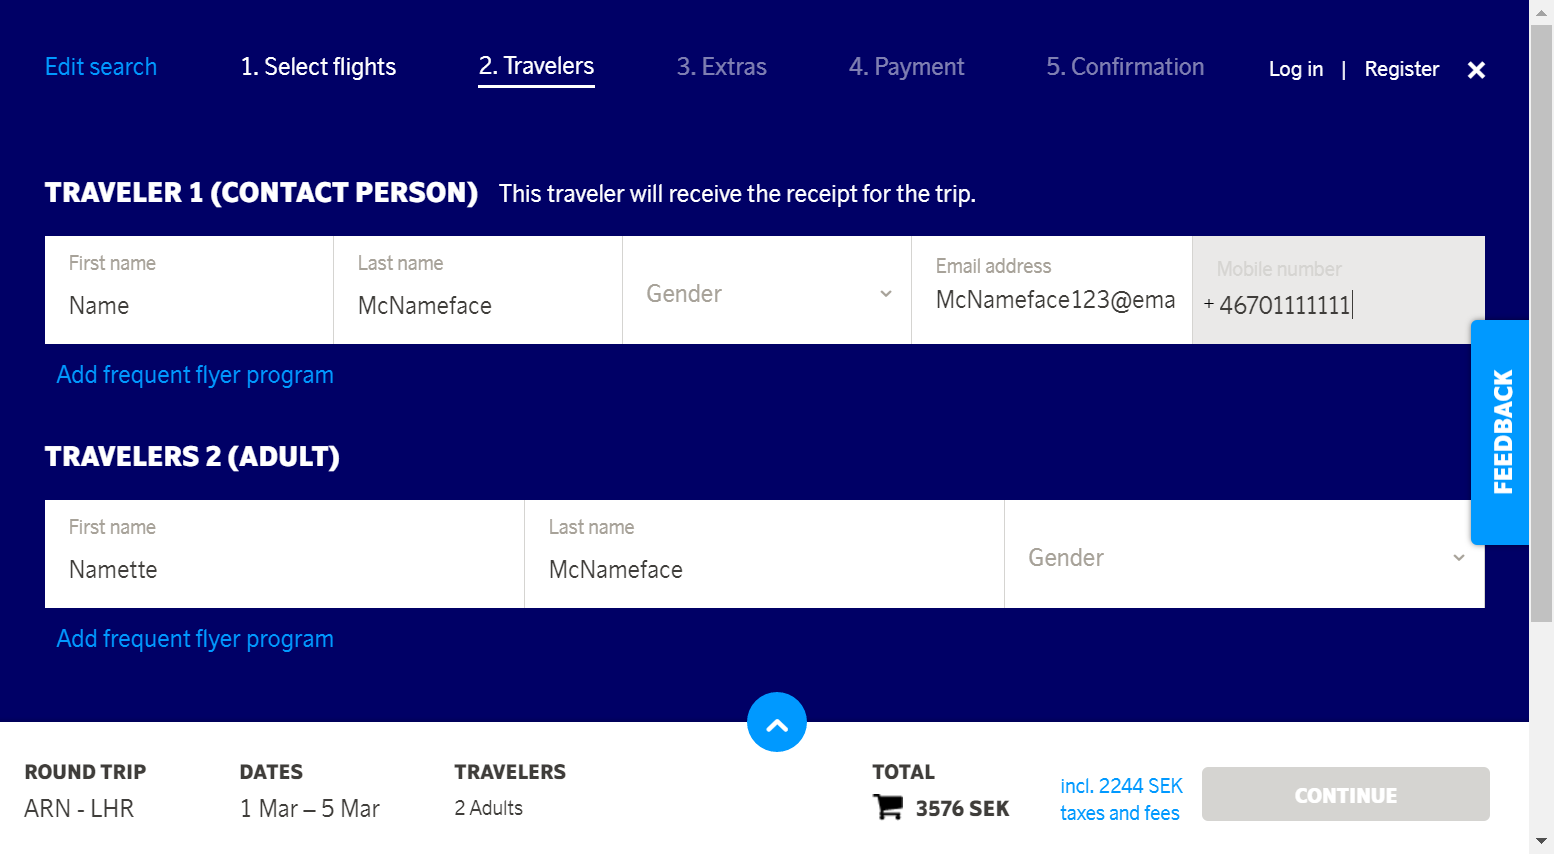 Edit search
1. Select flights
2. Travelers
3. Extras
4. Payment
5. Confirmation
Log in | Register
TRAVELER 1 (CONTACT PERSON) This traveler will receive the receipt for the trip.
First name
Name
Last name
McNameface
Gender
Email address
McNameface123@ema
Mobile number
+ 46701111111
Add frequent flyer program
FEEDBACK
TRAVELERS 2 (ADULT)
First name
Namette
Last name
McNameface
Gender
Add frequent flyer program
ROUND TRIP
ARN - LHR
DATES
1 Mar – 5 Mar
TRAVELERS
2 Adults
TOTAL
3576 SEK
incl. 2244 SEK
taxes and fees
CONTINUE